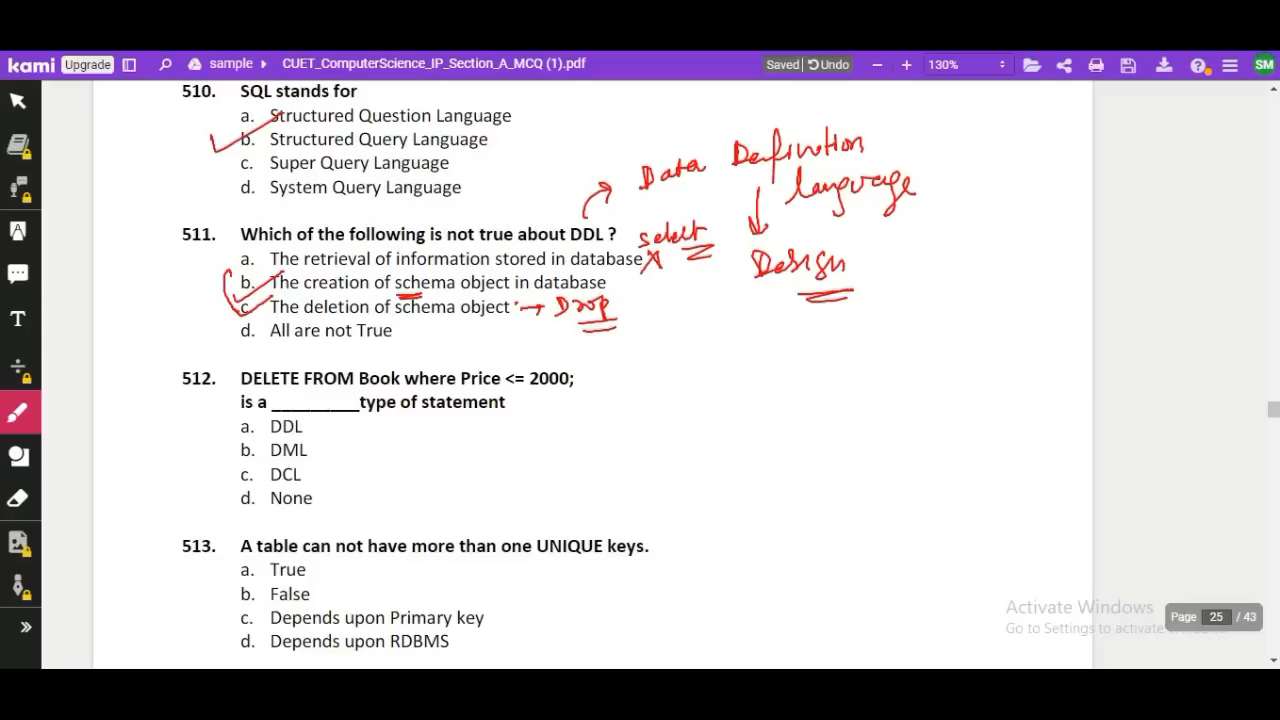 kami Upgrade sample CUET_ComputerScience_IP_Section_A_MCQ (1).pdf Saved Undo 130% SM
510. SQL stands for
a. Structured Question Language
b. Structured Query Language
c. Super Query Language
d. System Query Language
Data Definition
language
511. Which of the following is not true about DDL ?
select
a. The retrieval of information stored in database
Design
b. The creation of schema object in database
c. The deletion of schema object
Drop
d. All are not True
512. DELETE FROM Book where Price <= 2000;
is a _________type of statement
a. DDL
b. DML
c. DCL
d. None
513. A table can not have more than one UNIQUE keys.
a. True
b. False
c. Depends upon Primary key
d. Depends upon RDBMS
Activate Windows
Go to Settings to activate
Page 25 / 43